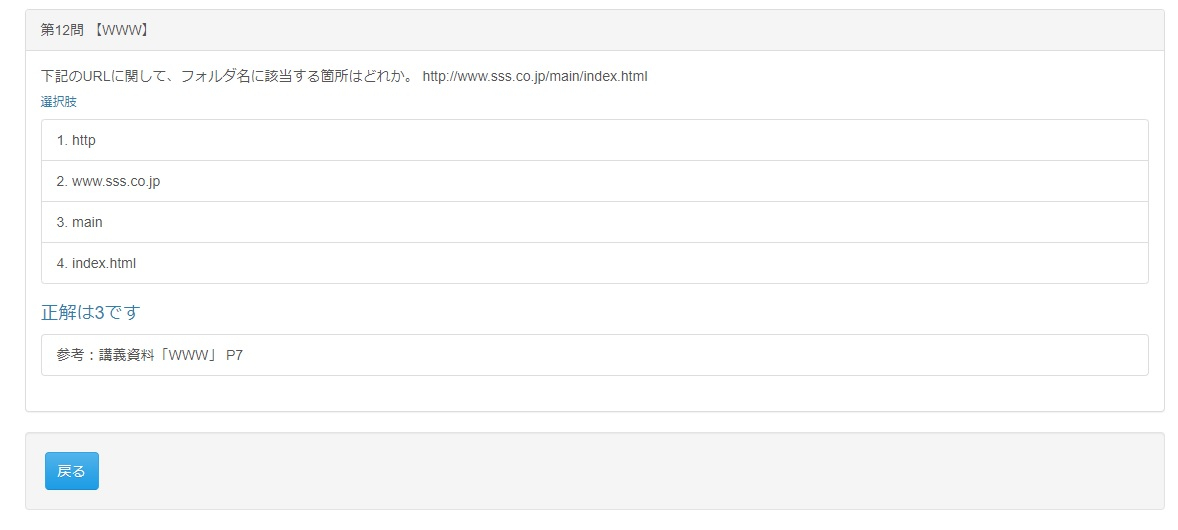 第12問 【WWW】
下記のURLに関して、フォルダ名に該当する箇所はどれか。 http://www.sss.co.jp/main/index.html
選択肢
1. http
2. www.sss.co.jp
3. main
4. index.html
正解は3です
参考：講義資料「WWW」 P7
戻る